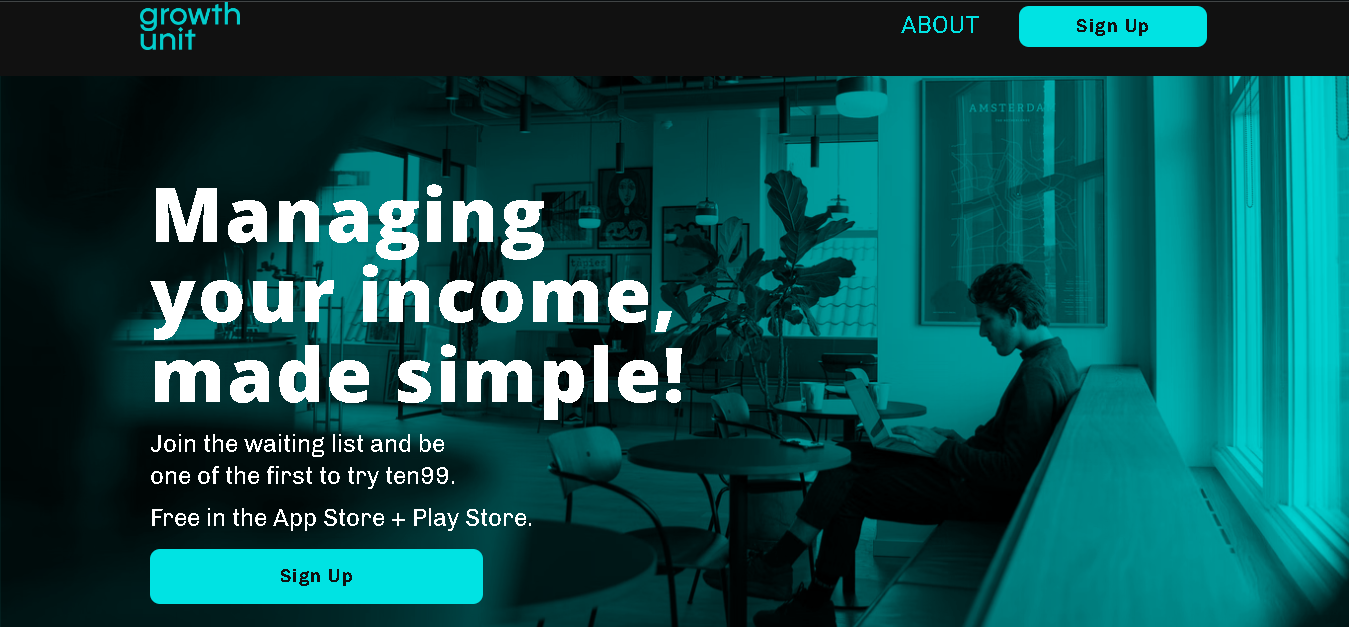 growth
unit
ABOUT
Sign Up
AMSTERDA
Managing
your income,
made simple!
Join the waiting list and be
one of the first to try ten99.
Free in the App Store + Play Store.
Sign Up